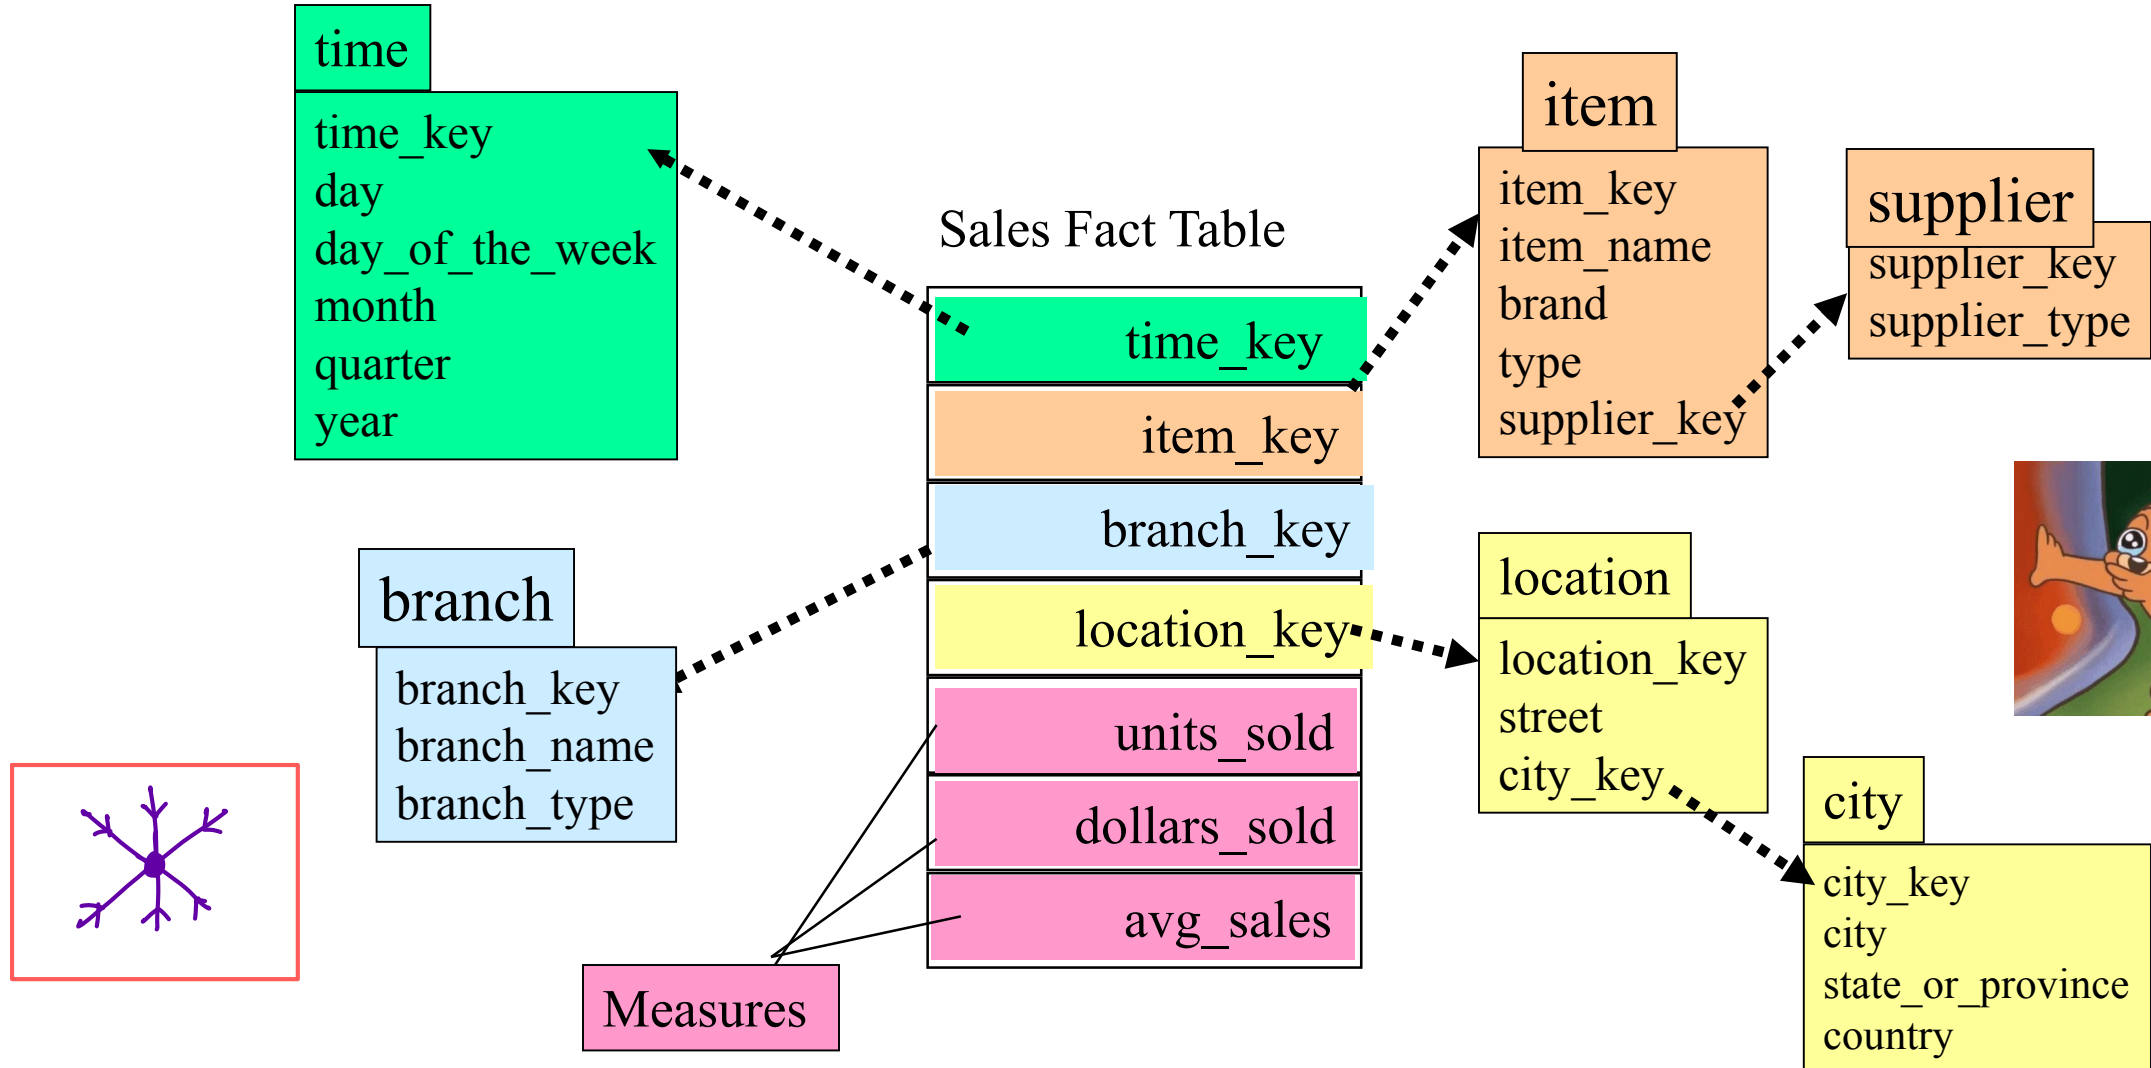 time
time_key
day
day_of_the_week
month
quarter
year
item
item_key
item_name
brand
type
supplier_key
supplier
supplier_key
supplier_type
Sales Fact Table
time_key
item_key
branch_key
location_key
units_sold
dollars_sold
avg_sales
branch
branch_key
branch_name
branch_type
location
location_key
street
city_key
city
city_key
city
state_or_province
country
Measures